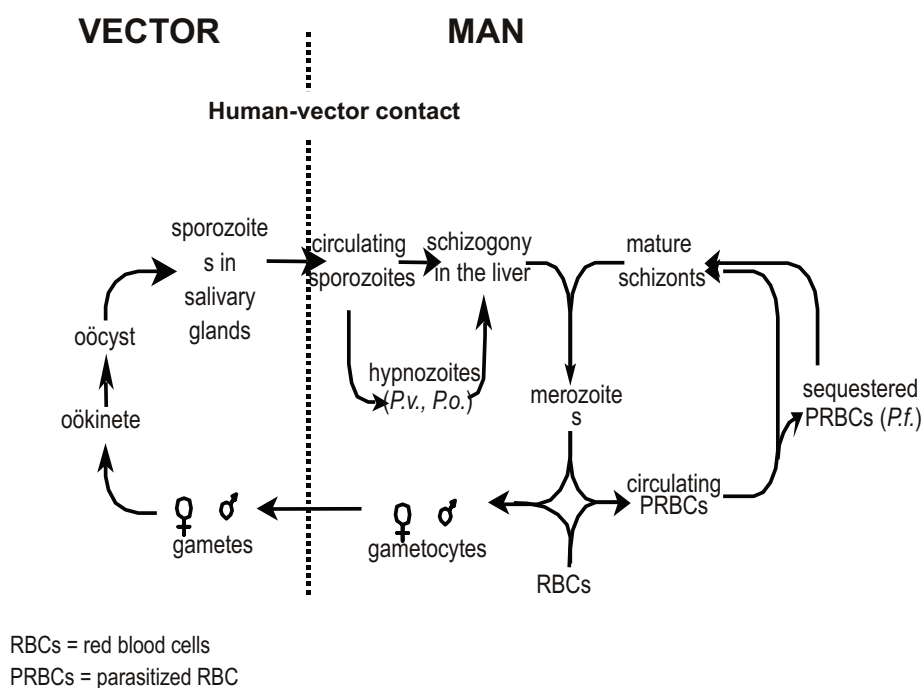 VECTOR
MAN
Human-vector contact
sporozoite
s in
salivary
glands
circulating
sporozoites
schizogony
in the liver
mature
schizonts
oöcyst
hypnozoites
(P.v., P.o.)
merozoite
s
sequestered
PRBCs (P.f.)
oökinete
circulating
PRBCs
gametes
gametocytes
RBCs
RBCs = red blood cells
PRBCs = parasitized RBC